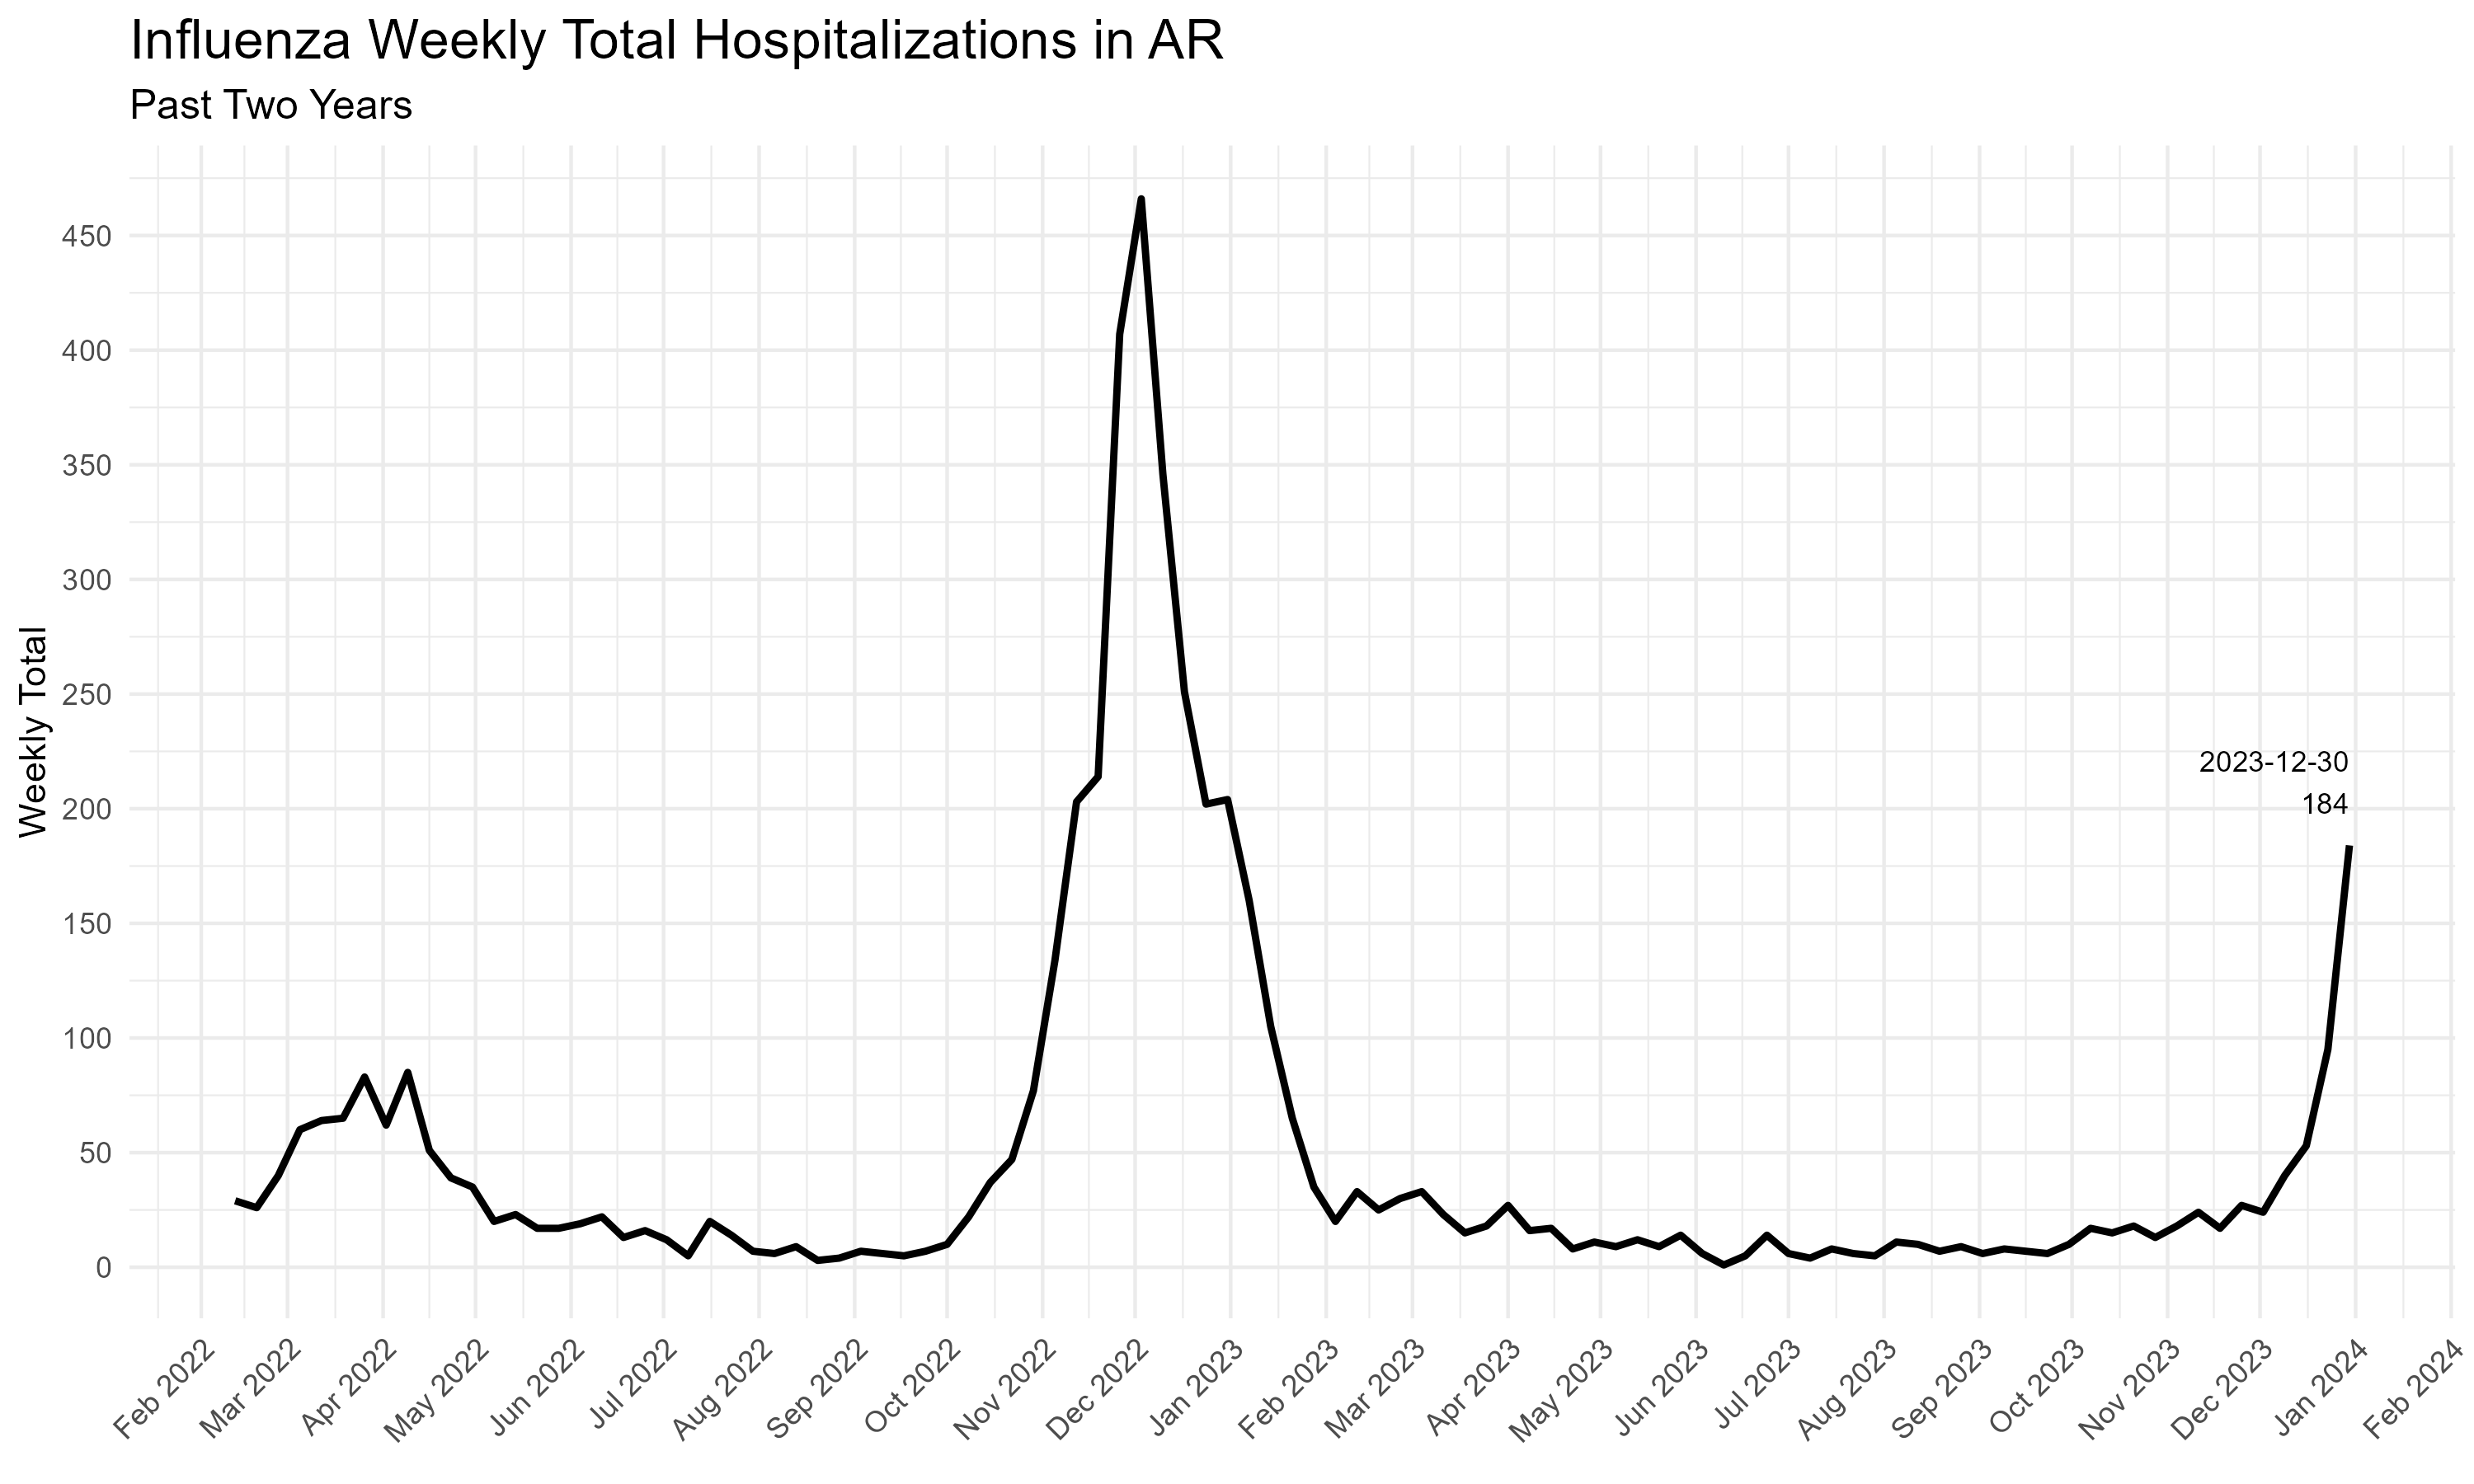 Influenza Weekly Total Hospitalizations in AR
Past Two Years
Weekly Total
450
400
350
300
250
200
150
100
50
0
2023-12-30
184
Feb 2022
Mar 2022
Apr 2022
May 2022
Jun 2022
Jul 2022
Aug 2022
Sep 2022
Oct 2022
Nov 2022
Dec 2022
Jan 2023
Feb 2023
Mar 2023
Apr 2023
May 2023
Jun 2023
Jul 2023
Aug 2023
Sep 2023
Oct 2023
Nov 2023
Dec 2023
Jan 2024
Feb 2024